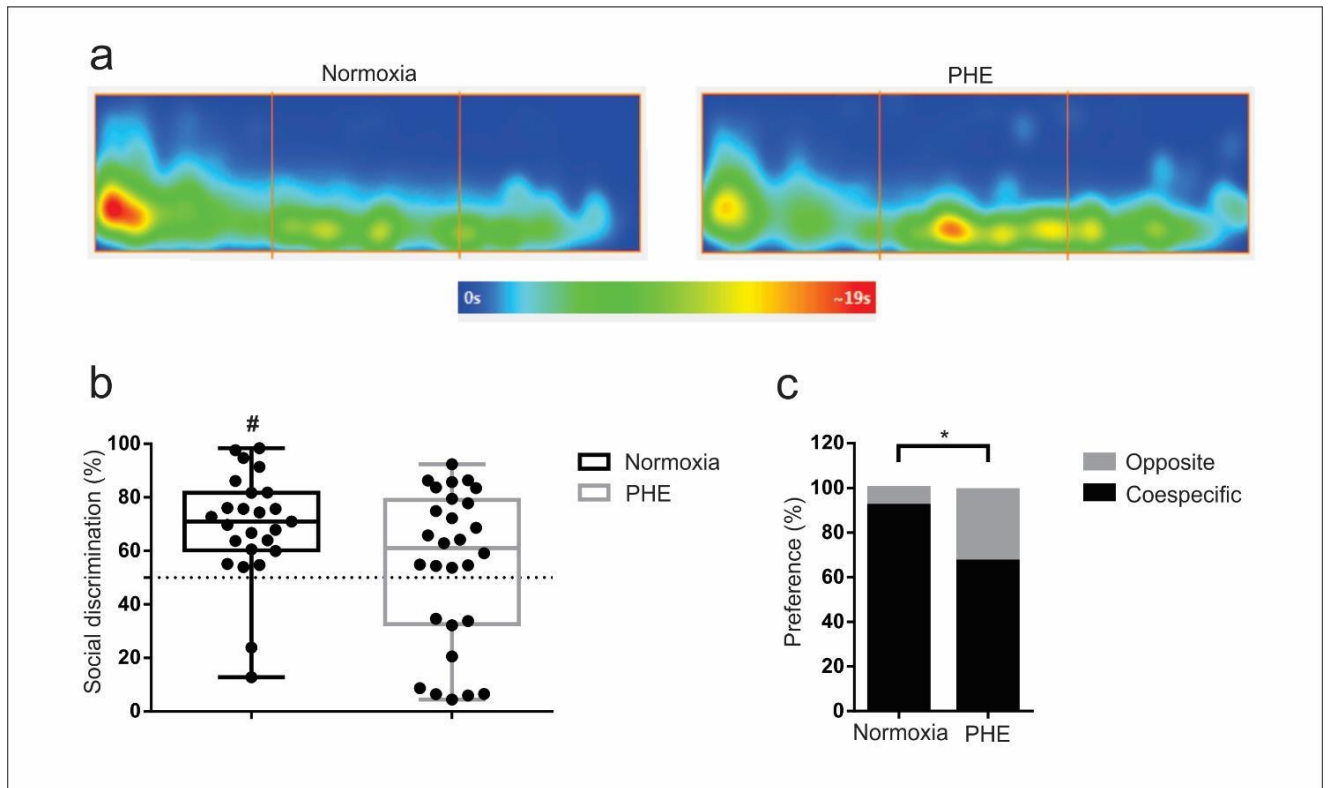 a
Normoxia
PHE
0s
~19s
b
#
Social discrimination (%)
100
80
60
40
20
0
Normoxia
PHE
c
*
Preference (%)
120
100
80
60
40
20
0
Normoxia
PHE
Opposite
Coespecific